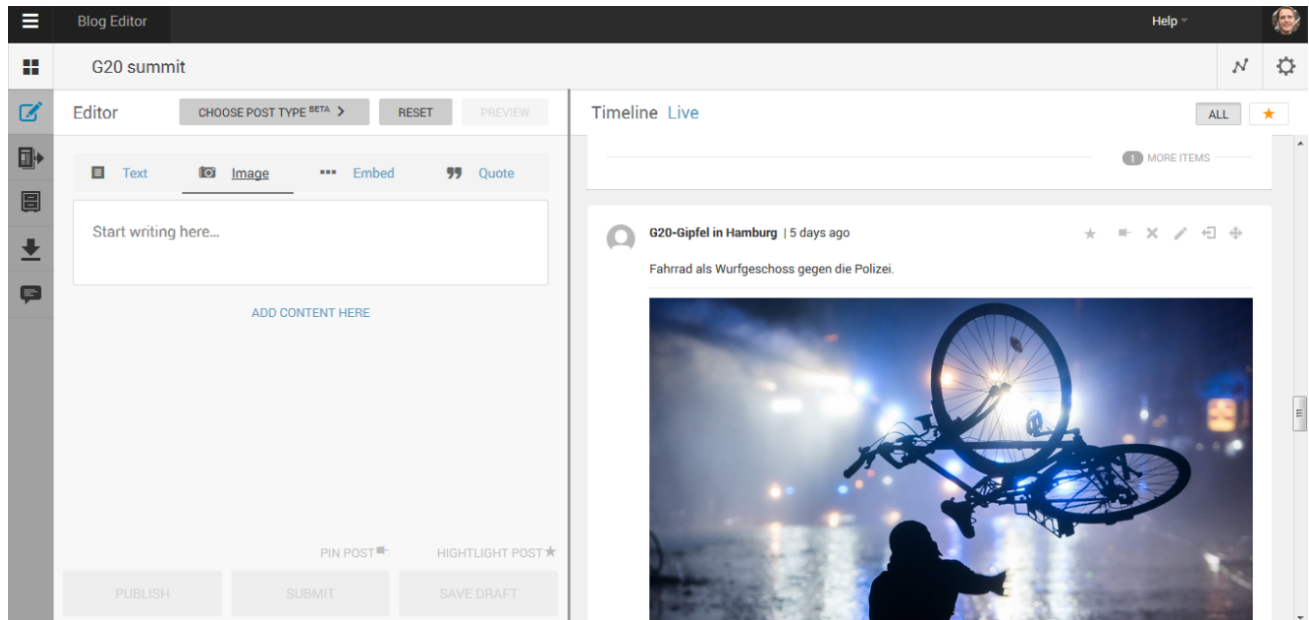 Blog Editor
Help
G20 summit
Editor
CHOOSE POST TYPE BETA >
RESET
PREVIEW
Timeline Live
ALL
1 MORE ITEMS
Text
Image
Embed
Quote
Start writing here...
ADD CONTENT HERE
G20-Gipfel in Hamburg | 5 days ago
Fahrrad als Wurfgeschoss gegen die Polizei.
PIN POST
HIGHTLIGHT POST
PUBLISH
SUBMIT
SAVE DRAFT